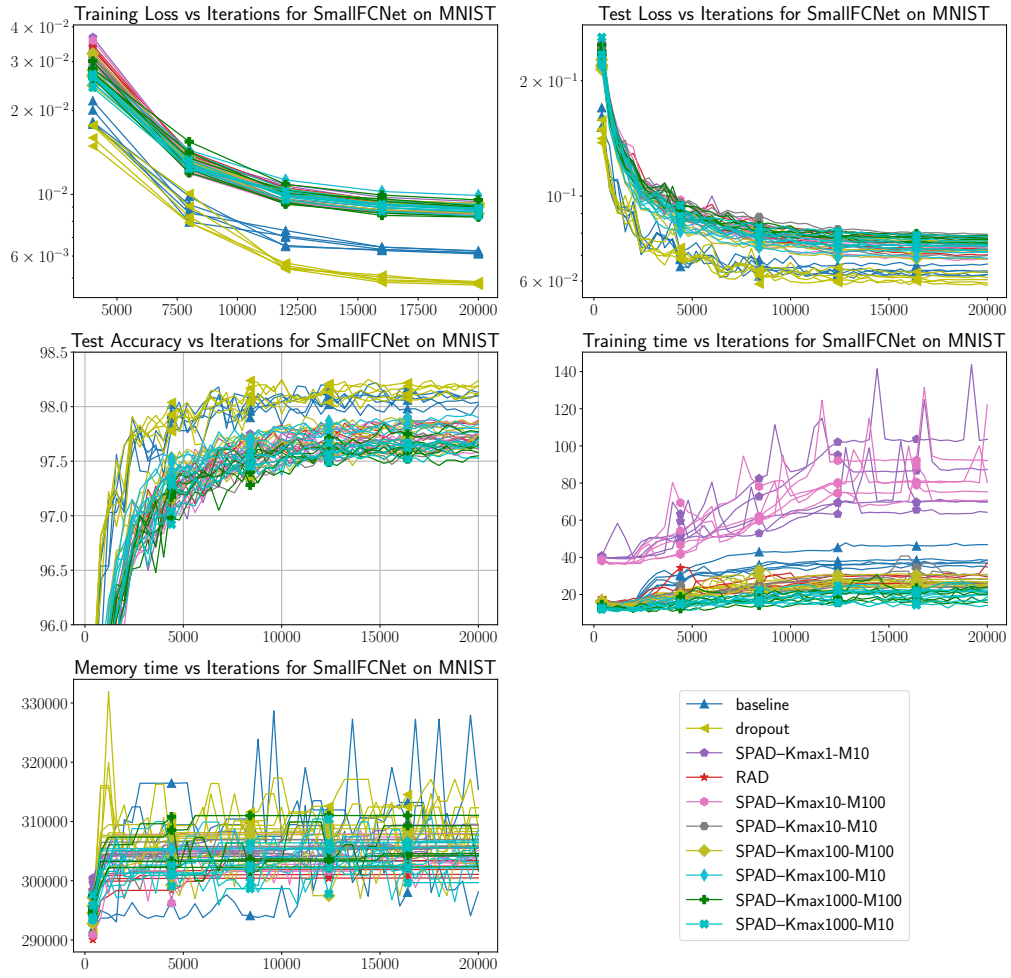 Training Loss vs Iterations for SmallFCNet on MNIST
4 × 10⁻²
3 × 10⁻²
2 × 10⁻²
10⁻²
6 × 10⁻³
5000
7500
10000
12500
15000
17500
20000
Test Loss vs Iterations for SmallFCNet on MNIST
2 × 10⁻¹
10⁻¹
6 × 10⁻²
0
5000
10000
15000
20000
Test Accuracy vs Iterations for SmallFCNet on MNIST
98.5
98.0
97.5
97.0
96.5
96.0
0
5000
10000
15000
20000
Training time vs Iterations for SmallFCNet on MNIST
140
120
100
80
60
40
20
0
5000
10000
15000
20000
Memory time vs Iterations for SmallFCNet on MNIST
330000
320000
310000
300000
290000
0
5000
10000
15000
20000
baseline
dropout
SPAD–Kmax1-M10
RAD
SPAD–Kmax10-M100
SPAD–Kmax10-M10
SPAD–Kmax100-M100
SPAD–Kmax100-M10
SPAD–Kmax1000-M100
SPAD–Kmax1000-M10